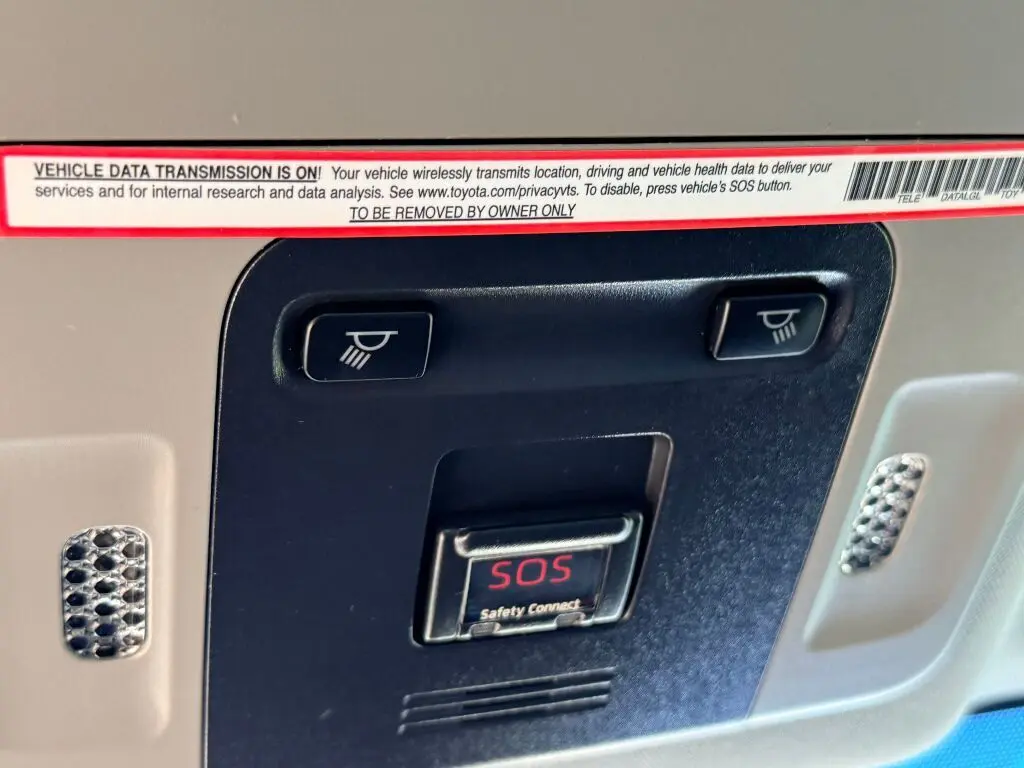 VEHICLE DATA TRANSMISSION IS ON! Your vehicle wirelessly transmits location, driving and vehicle health data to deliver your
services and for internal research and data analysis. See www.toyota.com/privacyvts. To disable, press vehicle's SOS button.
TO BE REMOVED BY OWNER ONLY
TELE DATALGL TOY
SOS
Safety Connect